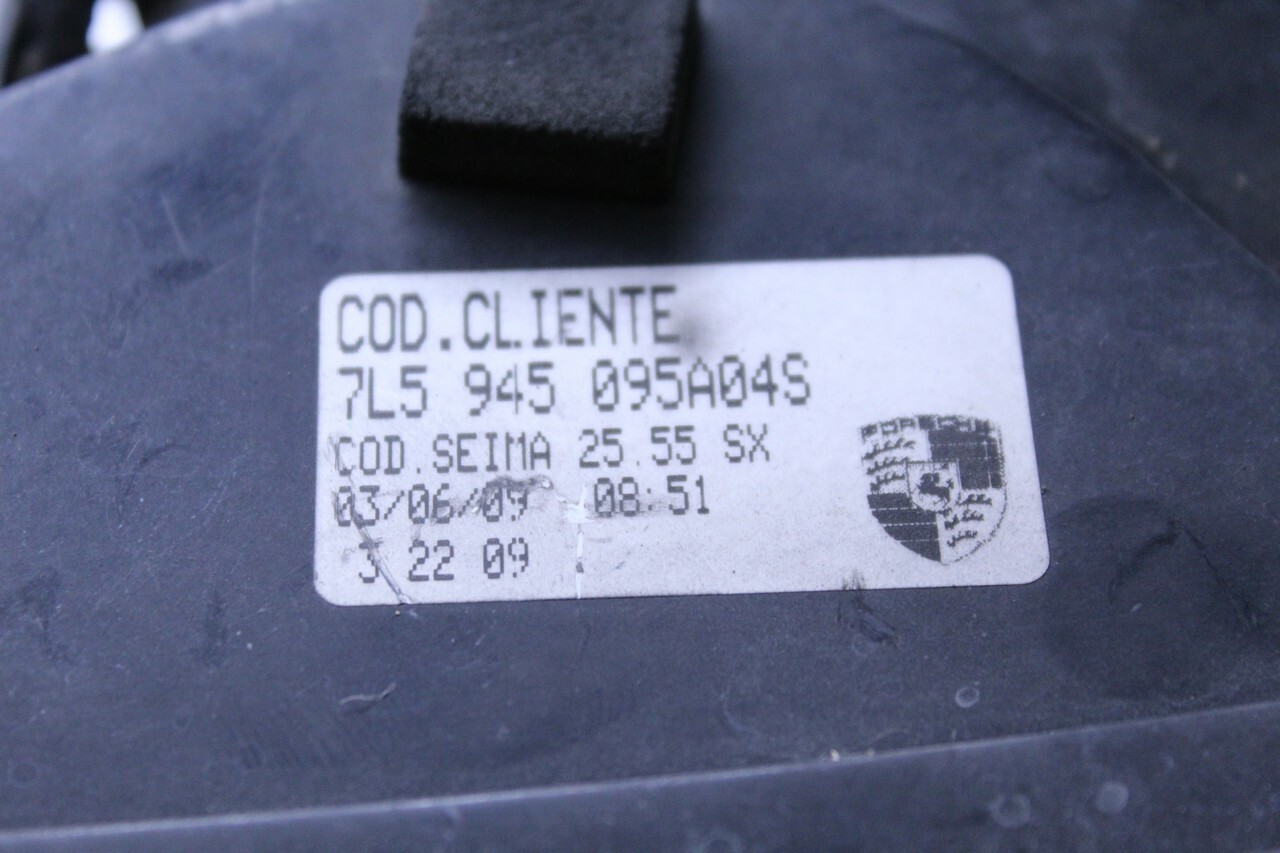 COD.CLIENTE
7L5 945 095A04S
COD.SEIMA 25.55 SX
03/06/09 08:51
3 22 09